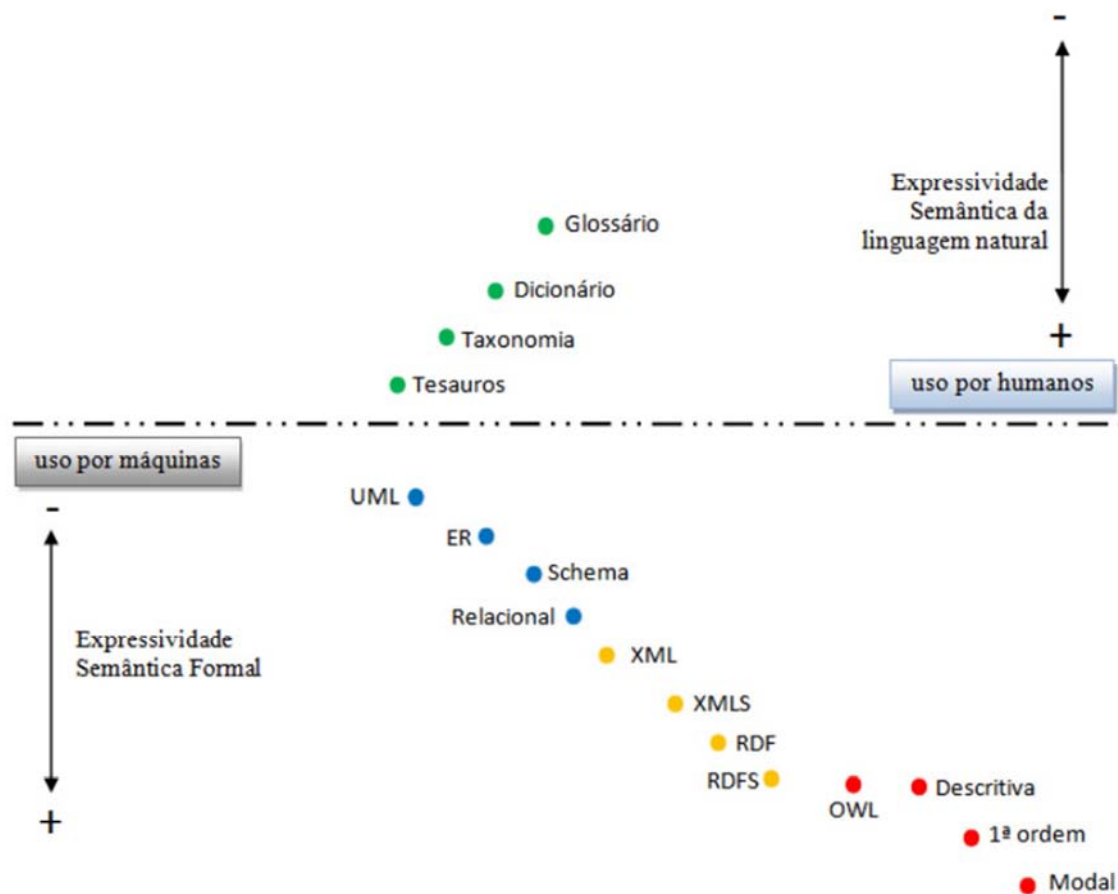 -
Expressividade
Semântica da
linguagem natural
+
uso por humanos
Glossário
Dicionário
Taxonomia
Tesauros
uso por máquinas
-
Expressividade
Semântica Formal
+
UML
ER
Schema
Relacional
XML
XMLS
RDF
RDFS
OWL
Descritiva
1ª ordem
Modal